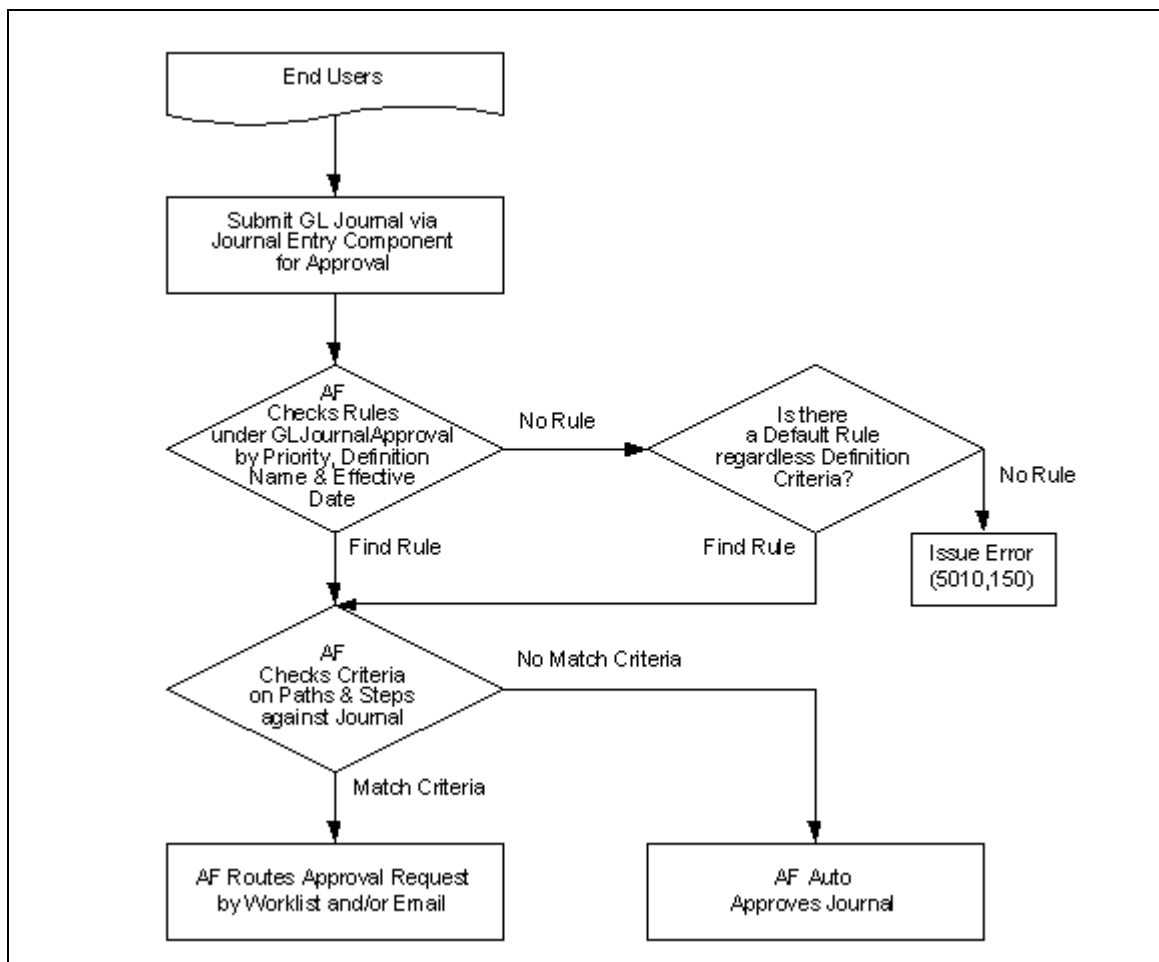 End Users
Submit GL Journal via
Journal Entry Component
for Approval
AF
Checks Rules
under GLJournalApproval
by Priority, Definition
Name & Effective
Date
No Rule
Is there
a Default Rule
regardless Definition
Criteria?
No Rule
Find Rule
Find Rule
Issue Error
(5010,150)
AF
Checks Criteria
on Paths & Steps
against Journal
No Match Criteria
Match Criteria
AF Routes Approval Request
by Worklist and/or Email
AF Auto
Approves Journal